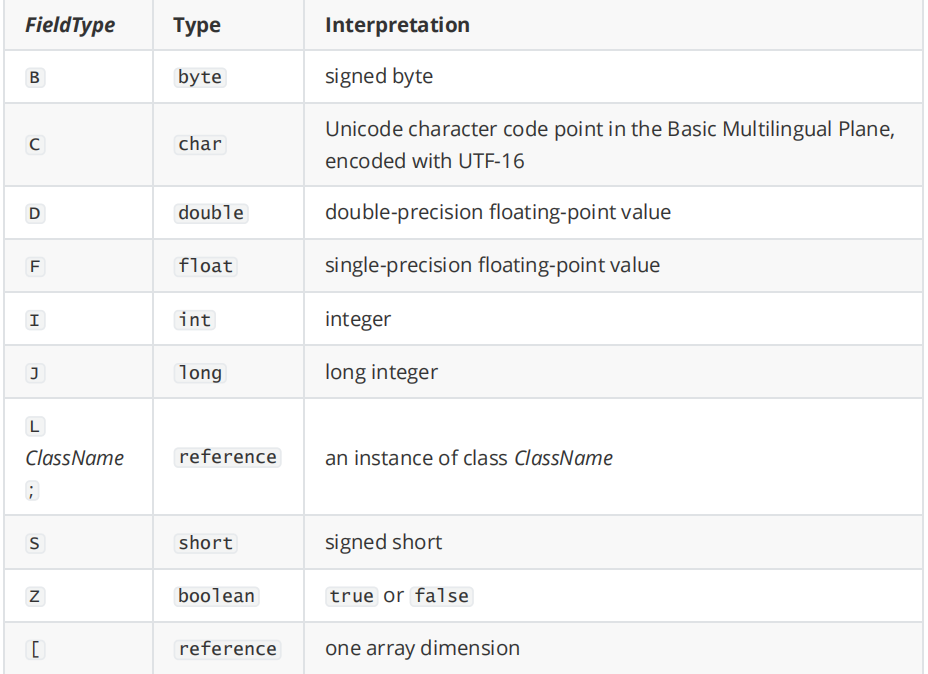 FieldType Type Interpretation
B byte signed byte
C char Unicode character code point in the Basic Multilingual Plane,
encoded with UTF-16
D double double-precision floating-point value
F float single-precision floating-point value
I int integer
J long long integer
L
ClassName reference an instance of class ClassName
;
S short signed short
Z boolean true or false
[ reference one array dimension